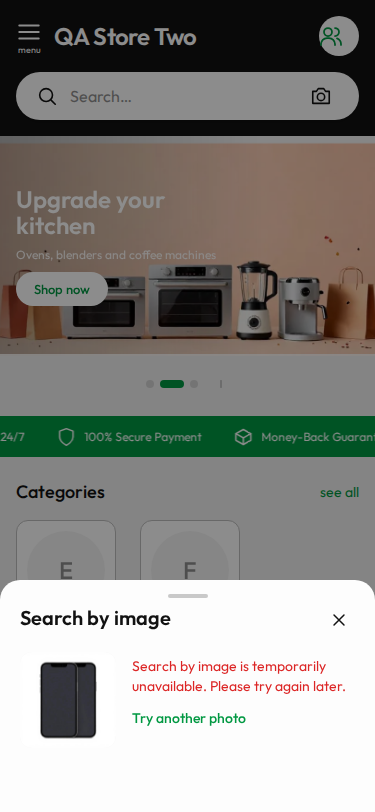 QA Store Two
menu
Search...
Upgrade your
kitchen
Ovens, blenders and coffee machines
Shop now
24/7
100% Secure Payment
Money-Back Guarant
Categories
see all
E
F
Search by image
Search by image is temporarily
unavailable. Please try again later.
Try another photo